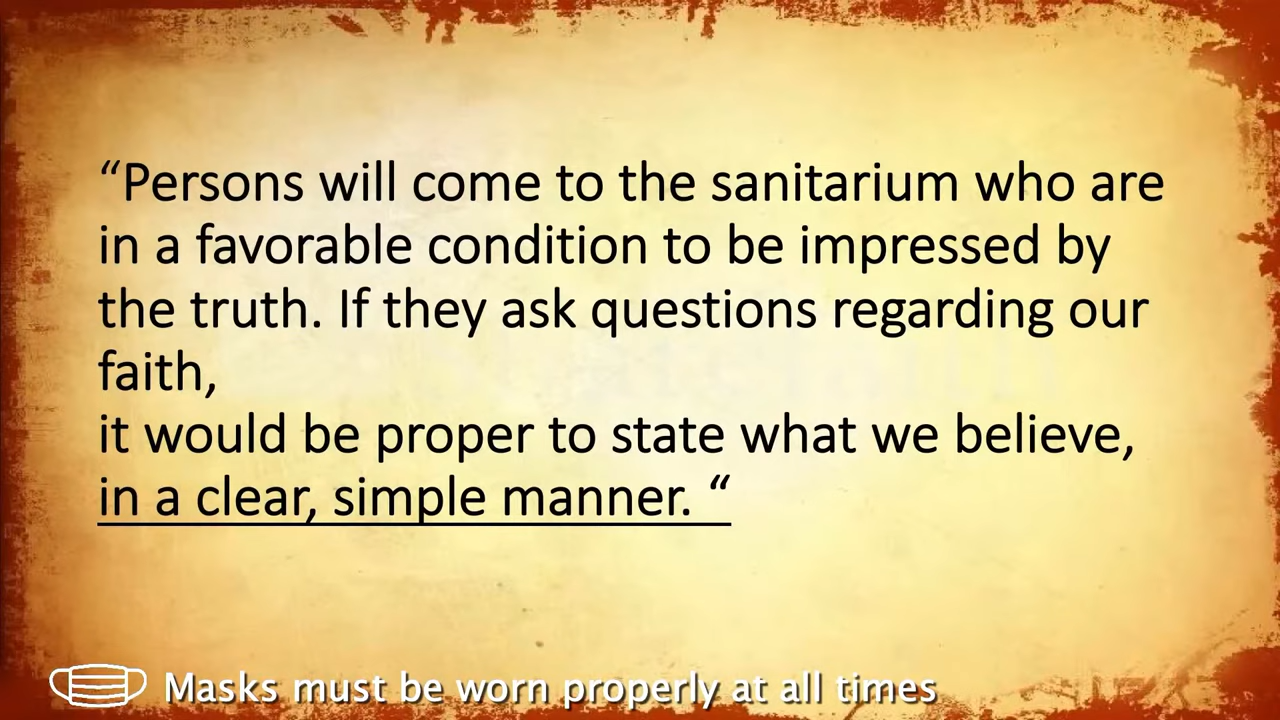 “Persons will come to the sanitarium who are
in a favorable condition to be impressed by
the truth. If they ask questions regarding our
faith,
it would be proper to state what we believe,
in a clear, simple manner. “
Masks must be worn properly at all times